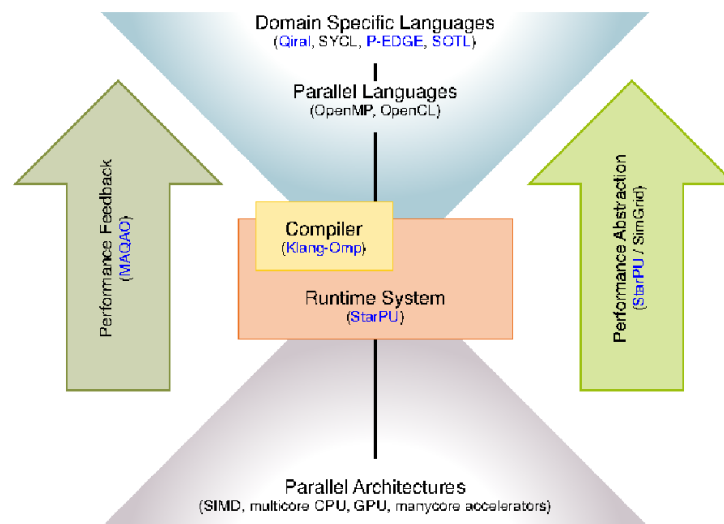 Domain Specific Languages
(Qiral, SYCL, P-EDGE, SOTL)
Parallel Languages
(OpenMP, OpenCL)
Performance Feedback
(MAQAO)
Compiler
(Klang-Omp)
Runtime System
(StarPU)
Performance Abstraction
(StarPU / SimGrid)
Parallel Architectures
(SIMD, multicore CPU, GPU, manycore accelerators)